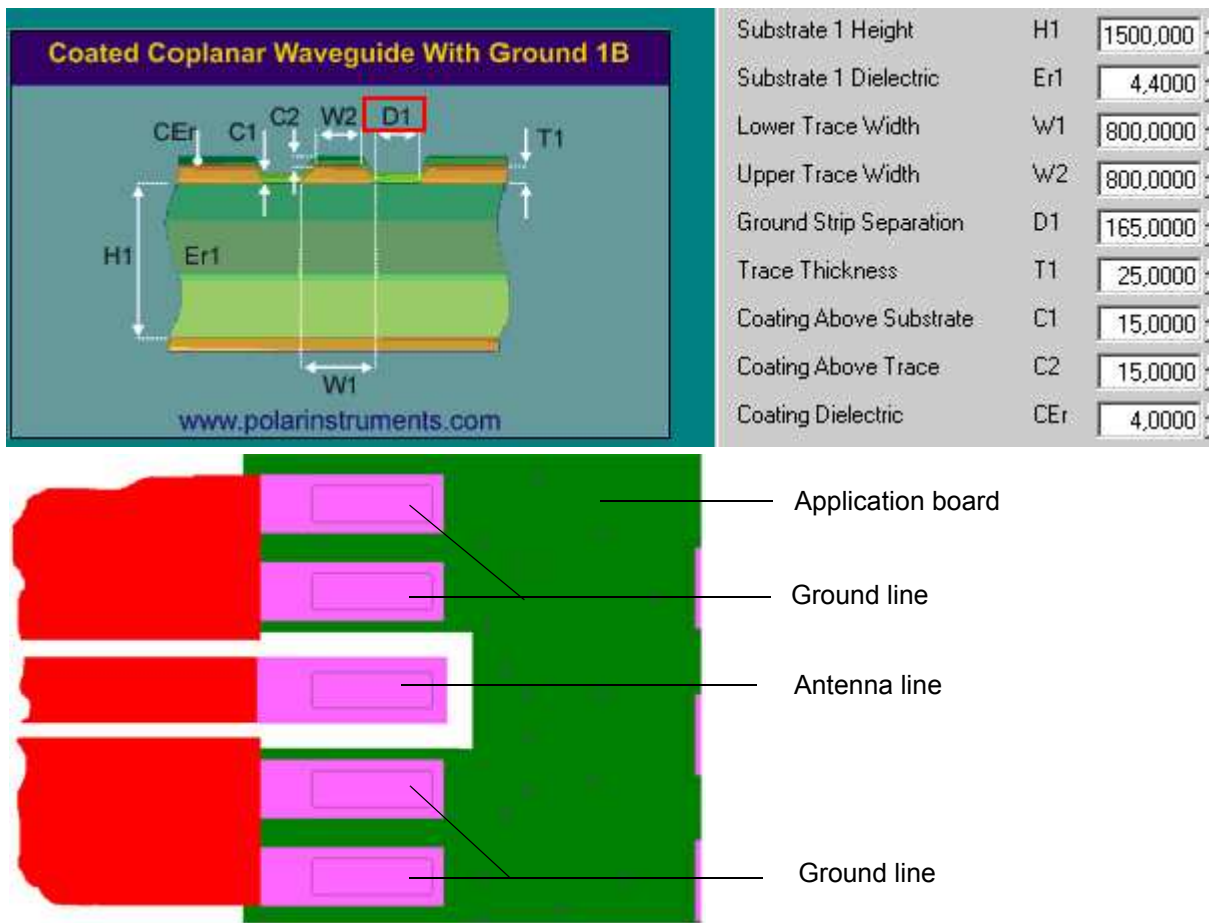 Coated Coplanar Waveguide With Ground 1B
CEr
C1
C2
W2
D1
T1
H1
Er1
W1
www.polarinstruments.com
Substrate 1 Height H1 1500,000
Substrate 1 Dielectric Er1 4,4000
Lower Trace Width W1 800,0000
Upper Trace Width W2 800,0000
Ground Strip Separation D1 165,0000
Trace Thickness T1 25,0000
Coating Above Substrate C1 15,0000
Coating Above Trace C2 15,0000
Coating Dielectric CEr 4,0000
Application board
Ground line
Antenna line
Ground line